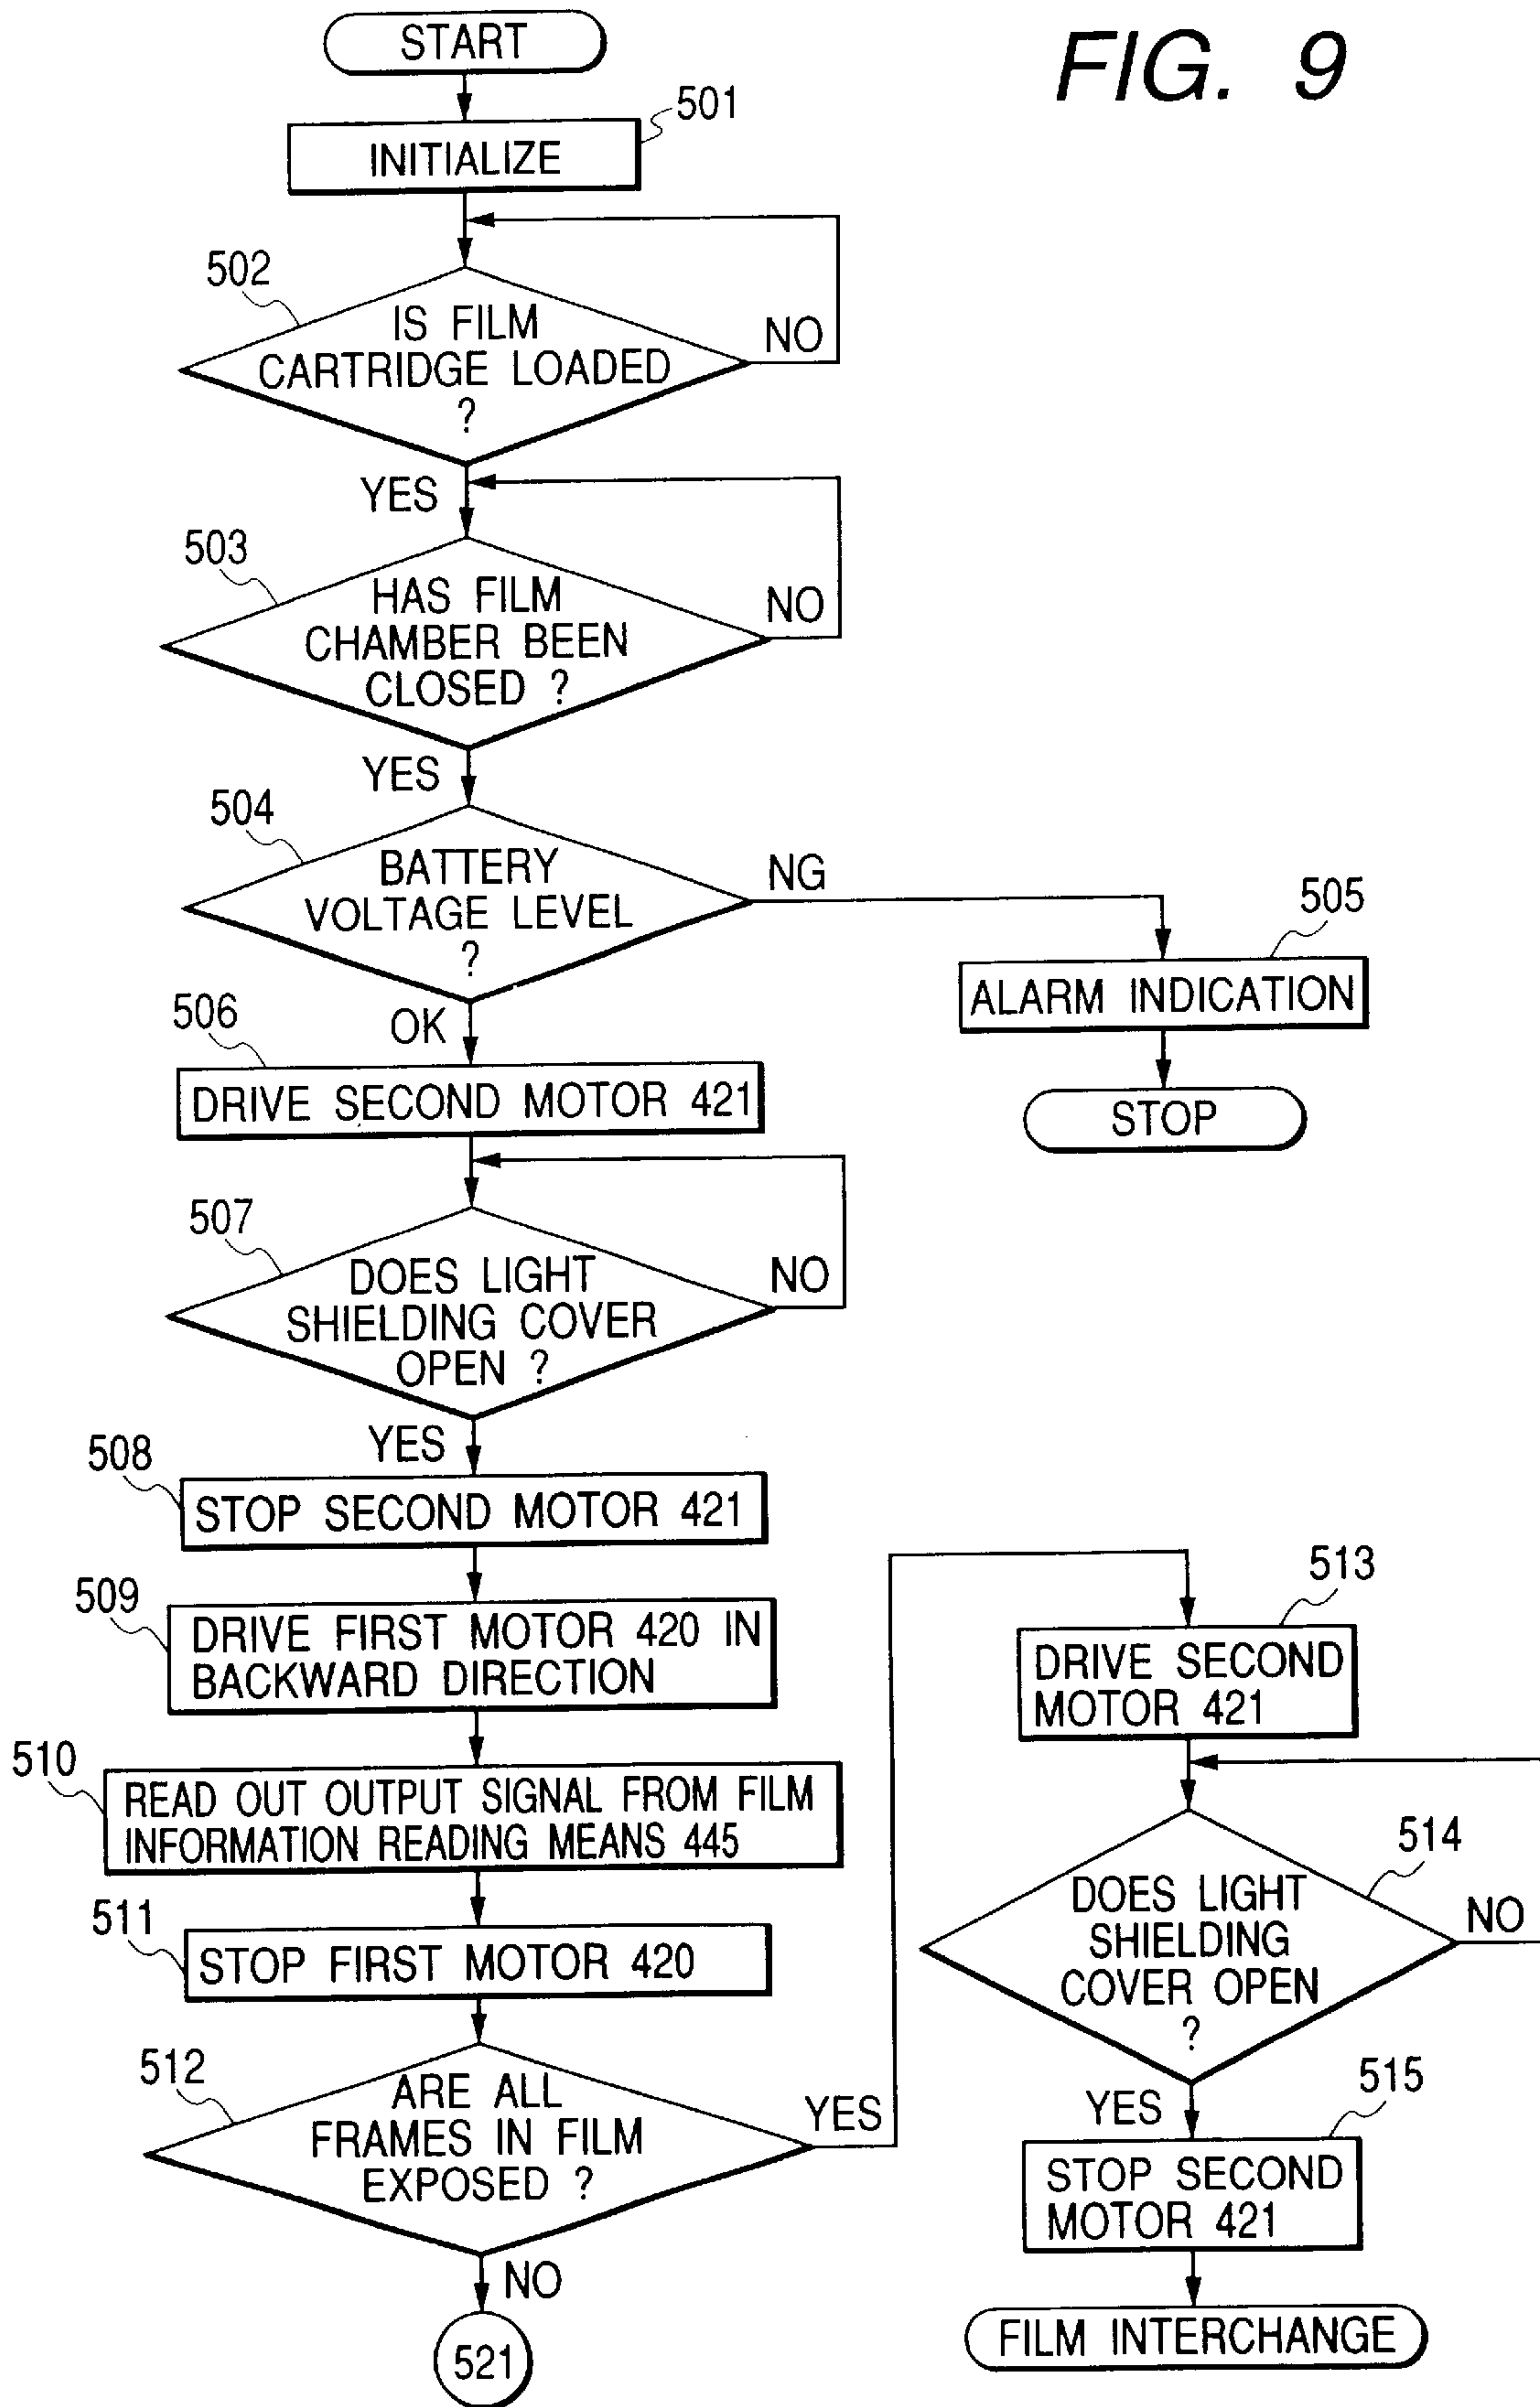 FIG. 9
START
501
INITIALIZE
502
IS FILM
CARTRIDGE LOADED
?
NO
YES
503
HAS FILM
CHAMBER BEEN
CLOSED ?
NO
YES
504
BATTERY
VOLTAGE LEVEL
?
NG
505
ALARM INDICATION
STOP
OK
506
DRIVE SECOND MOTOR 421
507
DOES LIGHT
SHIELDING COVER
OPEN ?
NO
YES
508
STOP SECOND MOTOR 421
509
DRIVE FIRST MOTOR 420 IN
BACKWARD DIRECTION
510
READ OUT OUTPUT SIGNAL FROM FILM
INFORMATION READING MEANS 445
511
STOP FIRST MOTOR 420
512
ARE ALL
FRAMES IN FILM
EXPOSED ?
YES
NO
521
513
DRIVE SECOND
MOTOR 421
514
DOES LIGHT
SHIELDING
COVER OPEN
?
NO
YES
515
STOP SECOND
MOTOR 421
FILM INTERCHANGE